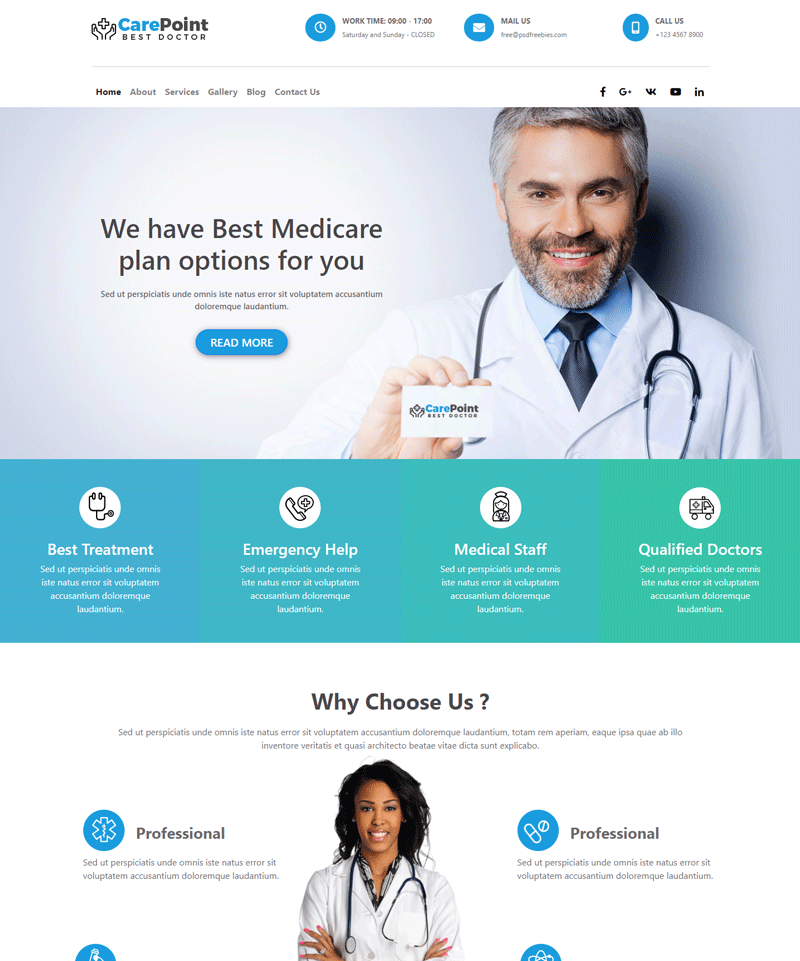 CarePoint
BEST DOCTOR
WORK TIME: 09:00 - 17:00
Saturday and Sunday - CLOSED
MAIL US
free@psdfreebies.com
CALL US
+123 4567 8900
Home About Services Gallery Blog Contact Us
We have Best Medicare
plan options for you
Sed ut perspiciatis unde omnis iste natus error sit voluptatem accusantium
doloremque laudantium.
READ MORE
CarePoint
BEST DOCTOR
Best Treatment
Sed ut perspiciatis unde omnis
iste natus error sit voluptatem
accusantium doloremque
laudantium.
Emergency Help
Sed ut perspiciatis unde omnis
iste natus error sit voluptatem
accusantium doloremque
laudantium.
Medical Staff
Sed ut perspiciatis unde omnis
iste natus error sit voluptatem
accusantium doloremque
laudantium.
Qualified Doctors
Sed ut perspiciatis unde omnis
iste natus error sit voluptatem
accusantium doloremque
laudantium.
Why Choose Us ?
Sed ut perspiciatis unde omnis iste natus error sit voluptatem accusantium doloremque laudantium, totam rem aperiam, eaque ipsa quae ab illo
inventore veritatis et quasi architecto beatae vitae dicta sunt explicabo.
Professional
Sed ut perspiciatis unde omnis iste natus error sit
voluptatem accusantium doloremque laudantium.
Professional
Sed ut perspiciatis unde omnis iste natus error sit
voluptatem accusantium doloremque laudantium.